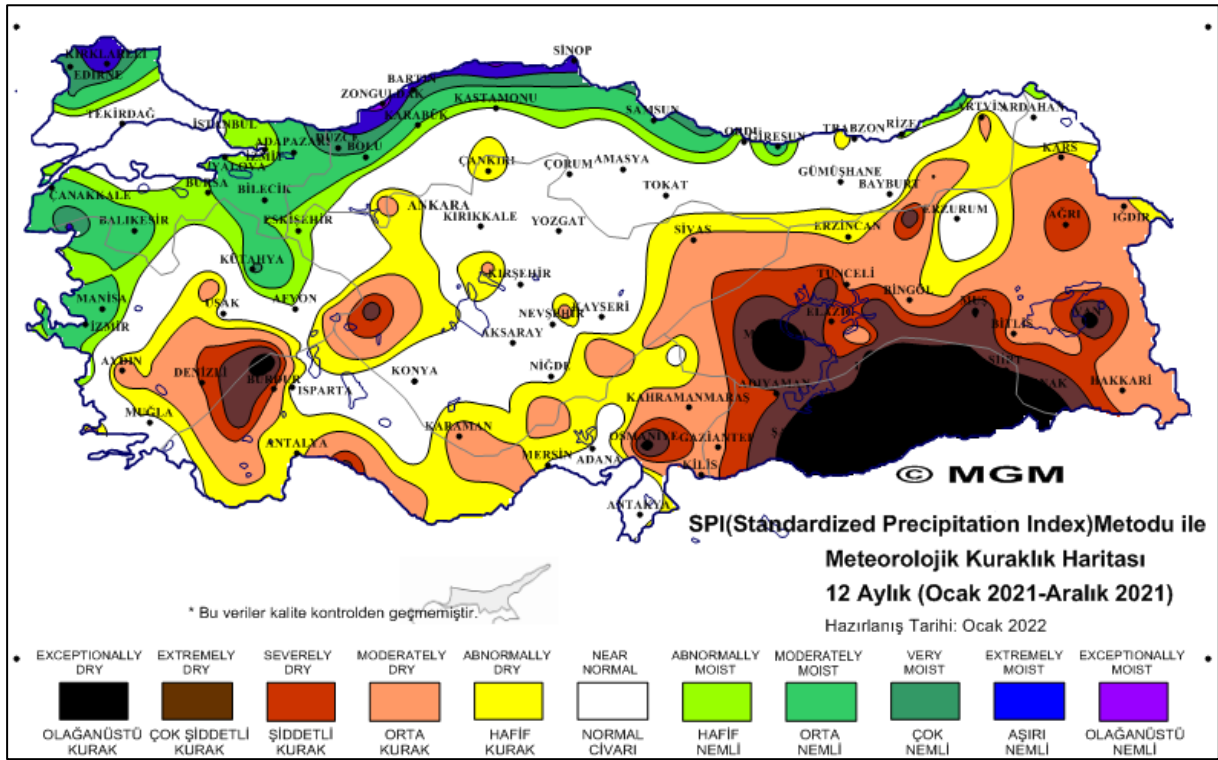 SİNOP
KIRKLARELİ
EDİRNE
BARTIN
ZONGULDAK
KASTAMONU
TEKİRDAĞ
İSTANBUL
KARABÜK
SAMSUN
ARTVİN
ARDAHAN
ORDU
GİRESUN
TRABZON
RİZE
DÜZCE
ADAPAZARI
BOLU
İZMİT
YALOVA
KARS
ÇANKIRI
ÇORUM
AMASYA
ÇANAKKALE
BURSA
BİLECİK
TOKAT
GÜMÜŞHANE
BAYBURT
ANKARA
BALIKESİR
ESKİŞEHİR
KIRIKKALE
YOZGAT
SİVAS
ERZİNCAN
ERZURUM
AĞRI
IĞDIR
KÜTAHYA
KIRŞEHİR
TUNCELİ
BİNGÖL
MUŞ
MANİSA
UŞAK
AFYON
NEVŞEHİR
KAYSERİ
ELAZIĞ
BİTLİS
VAN
İZMİR
AKSARAY
M
SİİRT
AYDIN
DENİZLİ
BURDUR
ISPARTA
KONYA
NİĞDE
ADIYAMAN
NAK
HAKKARİ
KAHRAMANMARAŞ
MUĞLA
ANTALYA
KARAMAN
OSMANİYE
GAZİANTEP
Ş
MERSİN
ADANA
KİLİS
ANTAKYA
© MGM
SPI(Standardized Precipitation Index)Metodu ile
Meteorolojik Kuraklık Haritası
12 Aylık (Ocak 2021-Aralık 2021)
Hazırlanış Tarihi: Ocak 2022
* Bu veriler kalite kontrolden geçmemiştir.
EXCEPTIONALLY DRY
EXTREMELY DRY
SEVERELY DRY
MODERATELY DRY
ABNORMALLY DRY
NEAR NORMAL
ABNORMALLY MOIST
MODERATELY MOIST
VERY MOIST
EXTREMELY MOIST
EXCEPTIONALLY MOIST
OLAĞANÜSTÜ KURAK
ÇOK ŞİDDETLİ KURAK
ŞİDDETLİ KURAK
ORTA KURAK
HAFİF KURAK
NORMAL CİVARI
HAFİF NEMLİ
ORTA NEMLİ
ÇOK NEMLİ
AŞIRI NEMLİ
OLAĞANÜSTÜ NEMLİ